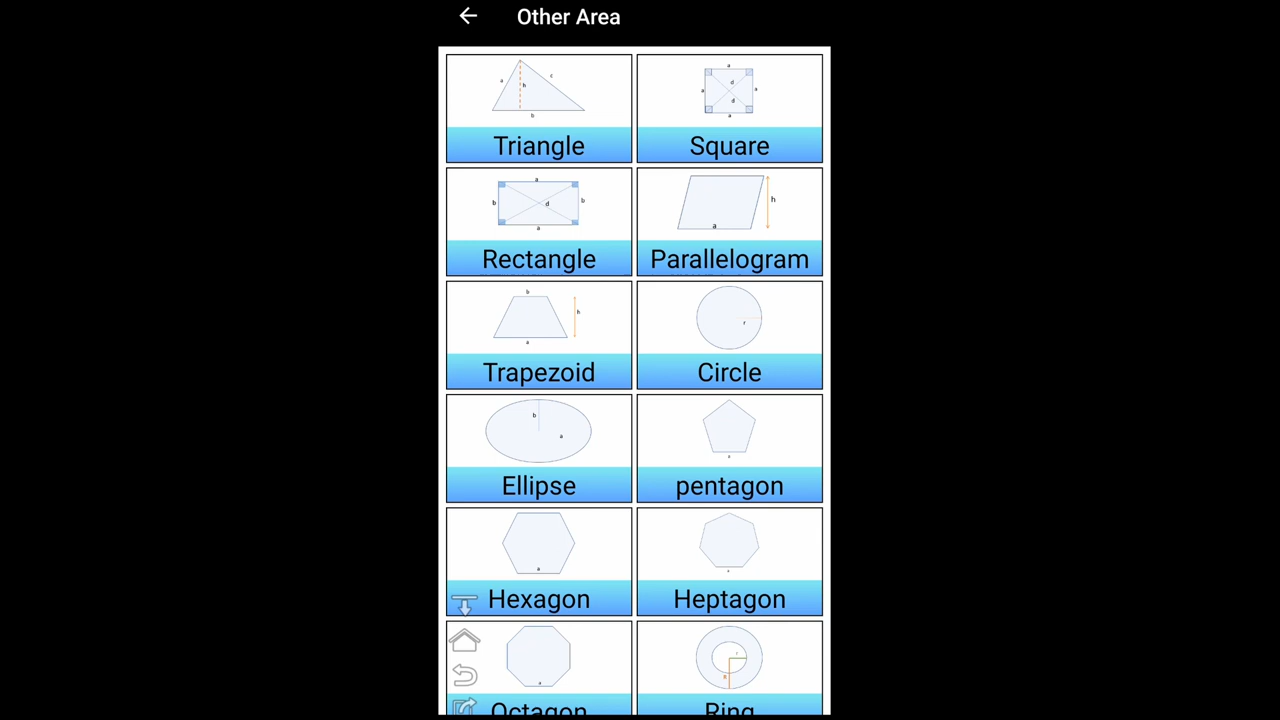 Other Area
a
h
c
b
Triangle
a
a
d
a
d
a
Square
a
b
d
b
a
Rectangle
h
a
Parallelogram
b
h
a
Trapezoid
r
Circle
b
a
Ellipse
pentagon
a
Hexagon
Heptagon
a
Octagon
r
R
Ring